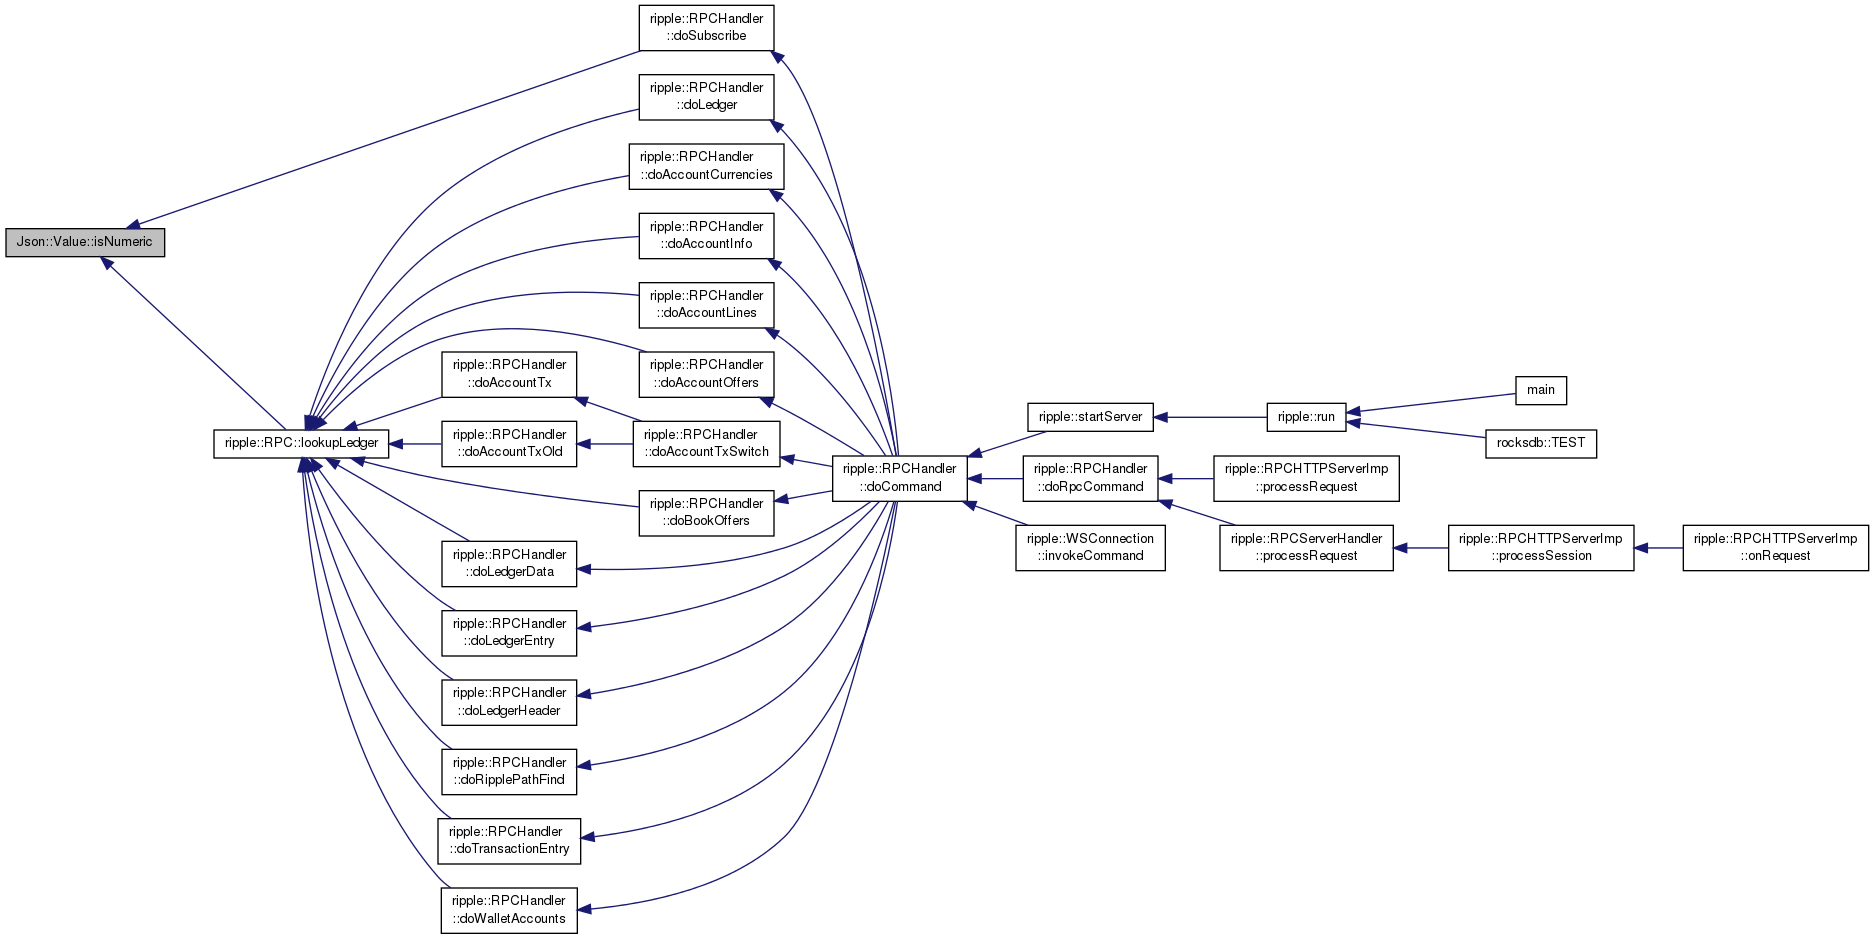 Json::Value::isNumeric
ripple::RPC::lookupLedger
ripple::RPCHandler
::doSubscribe
ripple::RPCHandler
::doLedger
ripple::RPCHandler
::doAccountCurrencies
ripple::RPCHandler
::doAccountInfo
ripple::RPCHandler
::doAccountLines
ripple::RPCHandler
::doAccountOffers
ripple::RPCHandler
::doAccountTx
ripple::RPCHandler
::doAccountTxOld
ripple::RPCHandler
::doAccountTxSwitch
ripple::RPCHandler
::doBookOffers
ripple::RPCHandler
::doLedgerData
ripple::RPCHandler
::doLedgerEntry
ripple::RPCHandler
::doLedgerHeader
ripple::RPCHandler
::doRipplePathFind
ripple::RPCHandler
::doTransactionEntry
ripple::RPCHandler
::doWalletAccounts
ripple::RPCHandler
::doCommand
ripple::startServer
ripple::run
main
rocksdb::TEST
ripple::RPCHandler
::doRpcCommand
ripple::RPCHTTPServerImp
::processRequest
ripple::WSConnection
::invokeCommand
ripple::RPCServerHandler
::processRequest
ripple::RPCHTTPServerImp
::processSession
ripple::RPCHTTPServerImp
::onRequest